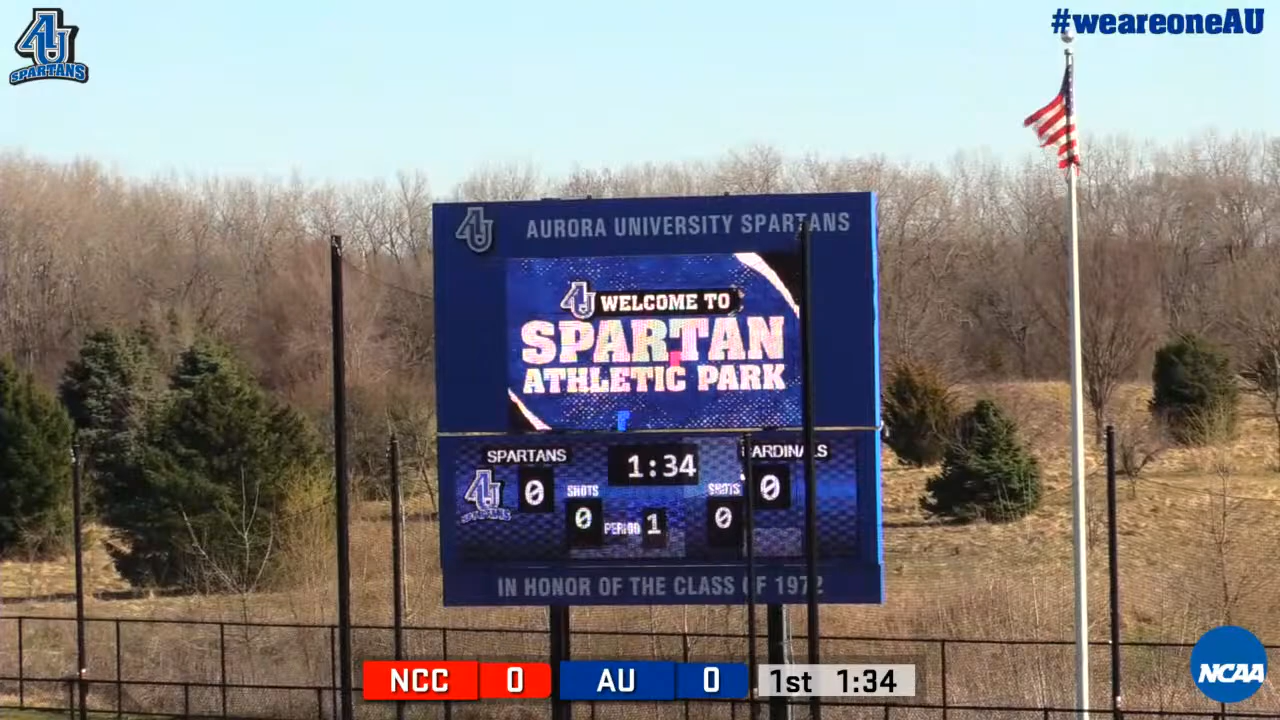 AU
SPARTANS
#weareoneAU
AU
AURORA UNIVERSITY SPARTANS
AU WELCOME TO
SPARTAN
ATHLETIC PARK
SPARTANS
1:34
CARDINALS
AU
SPARTANS
0
SHOTS
0
PERIOD 1
SHOTS
0
0
IN HONOR OF THE CLASS OF 1972
NCC 0 AU 0 1st 1:34
NCAA